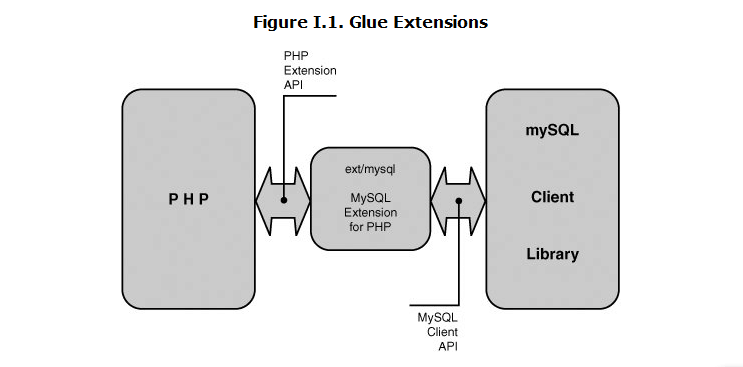 Figure I.1. Glue Extensions
PHP
Extension
API
PHP
ext/mysql
MySQL
Extension
for PHP
mySQL
Client
Library
MySQL
Client
API